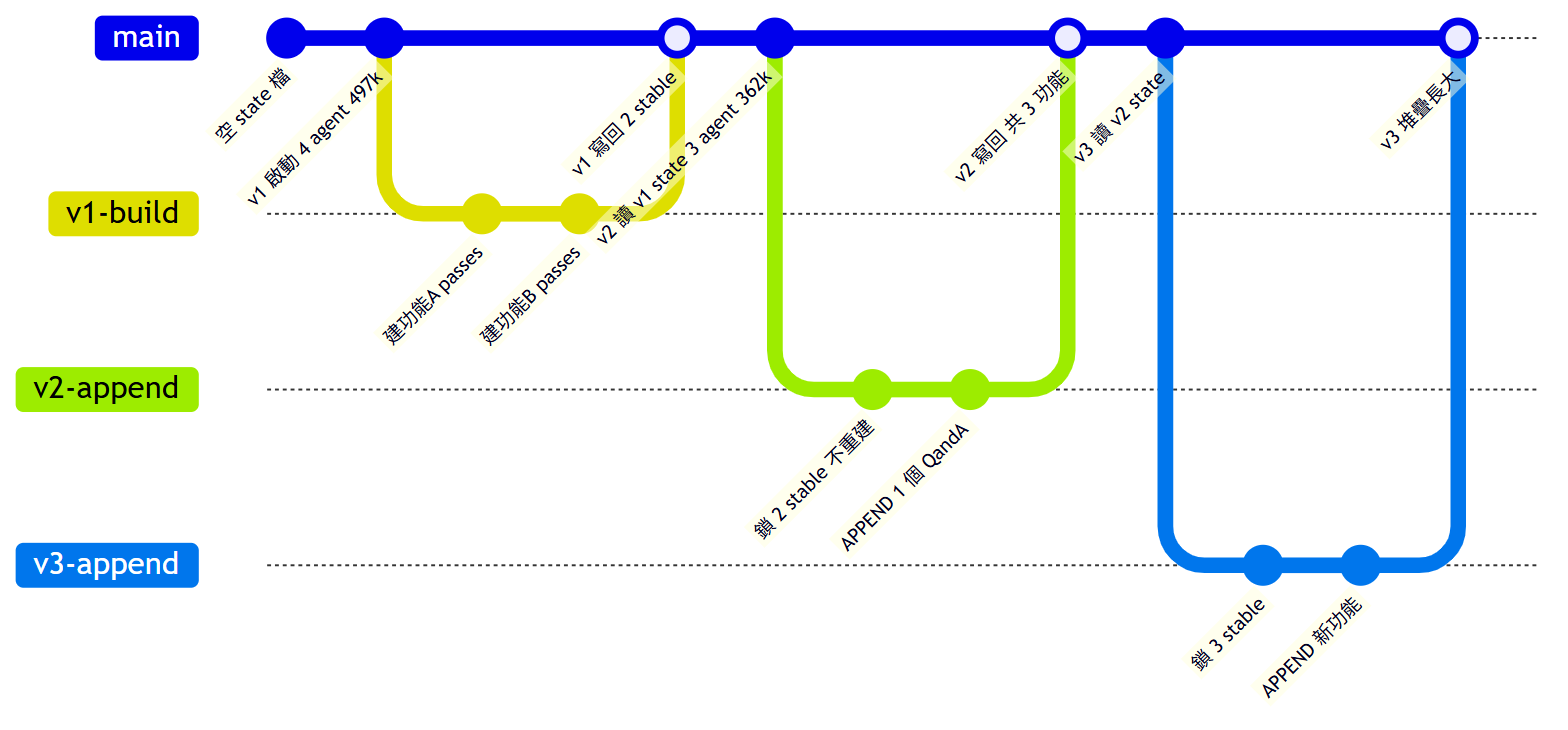 main
空 state 檔
v1 啟動 4 agent 497k
v1 寫回 2 stable
v2 讀 v1 state 3 agent 362k
v2 寫回 共 3 功能
v3 讀 v2 state
v3 堆疊長大
v1-build
建功能A passes
建功能B passes
v2-append
鎖 2 stable 不重建
APPEND 1 個 QandA
v3-append
鎖 3 stable
APPEND 新功能